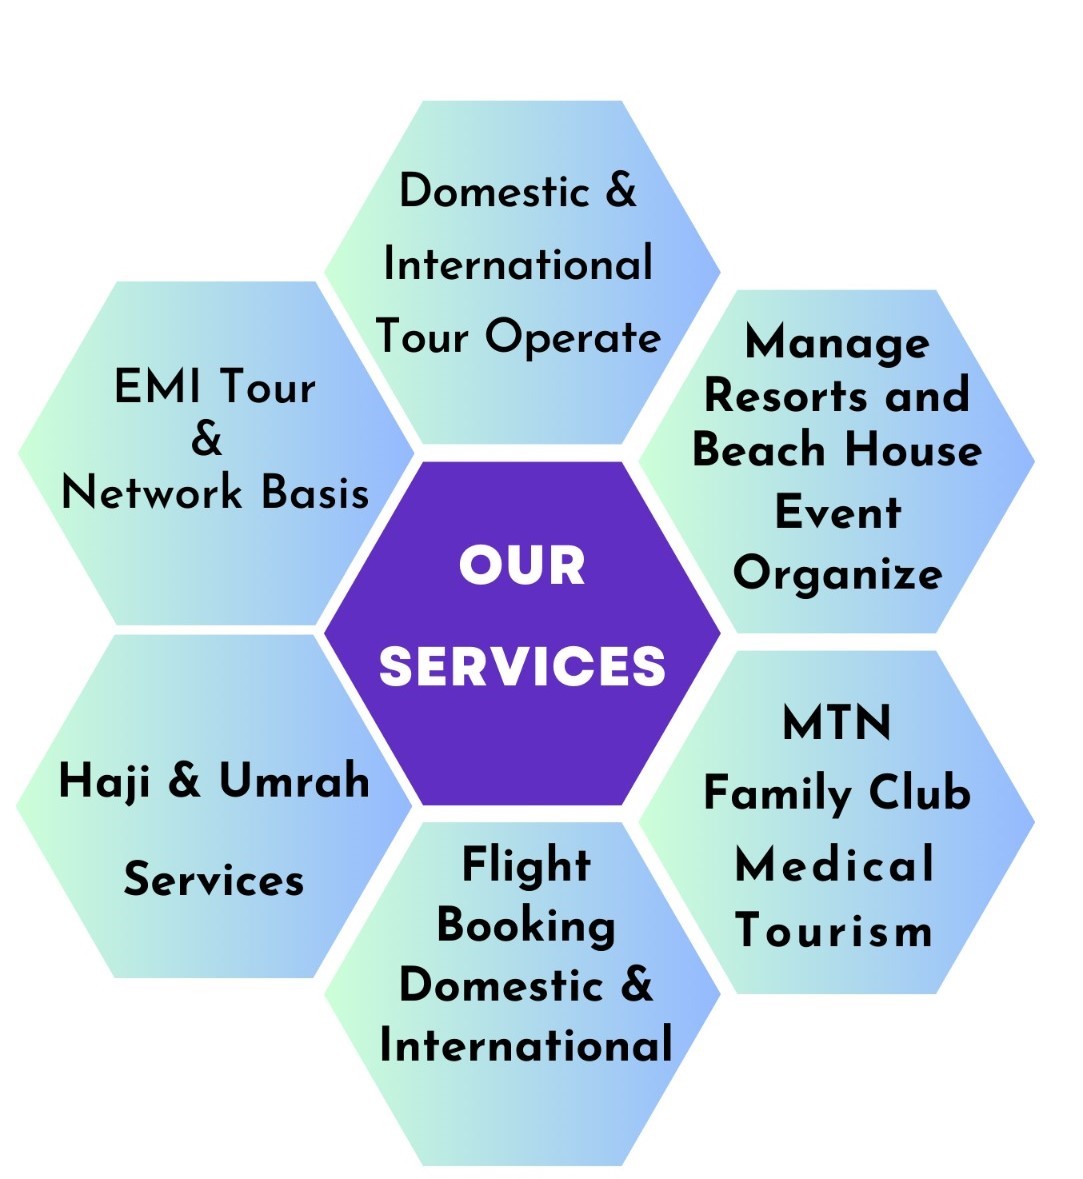 Domestic &
International
Tour Operate
EMI Tour
&
Network Basis
Manage
Resorts and
Beach House
Event
Organize
OUR
SERVICES
Haji & Umrah
Services
MTN
Family Club
Medical
Tourism
Flight
Booking
Domestic &
International